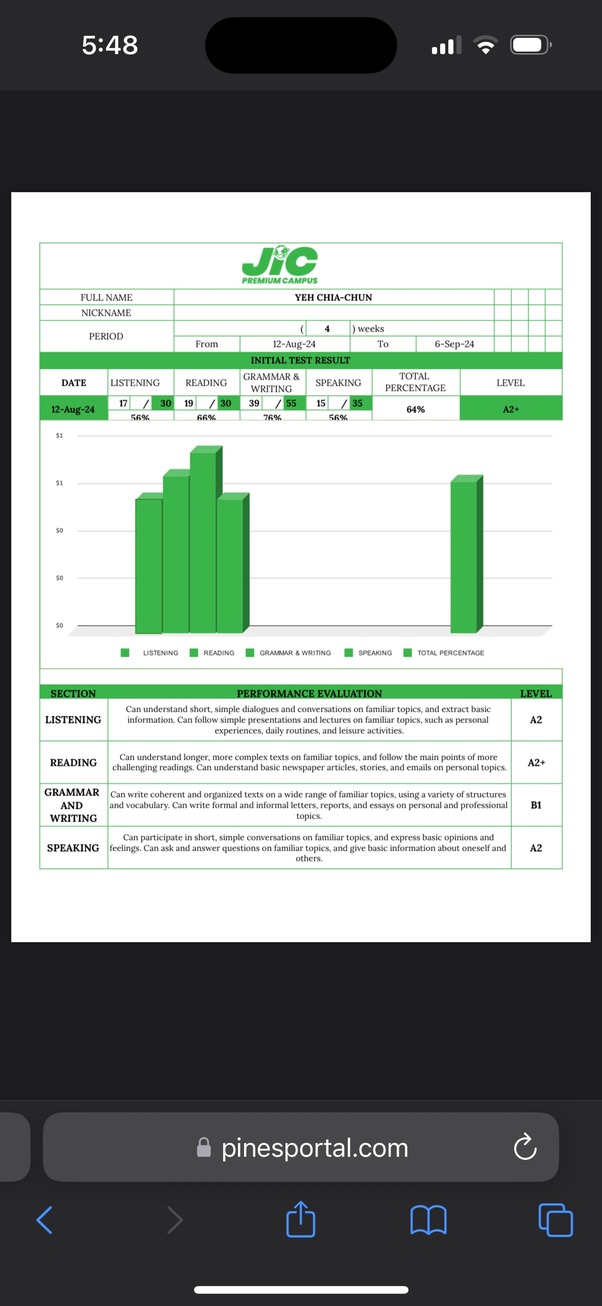 5:48
JiC
PREMIUM CAMPUS
FULL NAME YEH CHIA-CHUN
NICKNAME
PERIOD ( 4 ) weeks
From 12-Aug-24 To 6-Sep-24
INITIAL TEST RESULT
DATE LISTENING READING GRAMMAR & WRITING SPEAKING TOTAL PERCENTAGE LEVEL
12-Aug-24 17 / 30 19 / 30 39 / 55 15 / 35 64% A2+
56% 66% 76% 56%
$1
$1
$0
$0
$0
LISTENING READING GRAMMAR & WRITING SPEAKING TOTAL PERCENTAGE
SECTION PERFORMANCE EVALUATION LEVEL
LISTENING
Can understand short, simple dialogues and conversations on familiar topics, and extract basic
information. Can follow simple presentations and lectures on familiar topics, such as personal
experiences, daily routines, and leisure activities.
A2
READING
Can understand longer, more complex texts on familiar topics, and follow the main points of more
challenging readings. Can understand basic newspaper articles, stories, and emails on personal topics.
A2+
GRAMMAR
AND
WRITING
Can write coherent and organized texts on a wide range of familiar topics, using a variety of structures
and vocabulary. Can write formal and informal letters, reports, and essays on personal and professional
topics.
B1
SPEAKING
Can participate in short, simple conversations on familiar topics, and express basic opinions and
feelings. Can ask and answer questions on familiar topics, and give basic information about oneself and
others.
A2
pinesportal.com